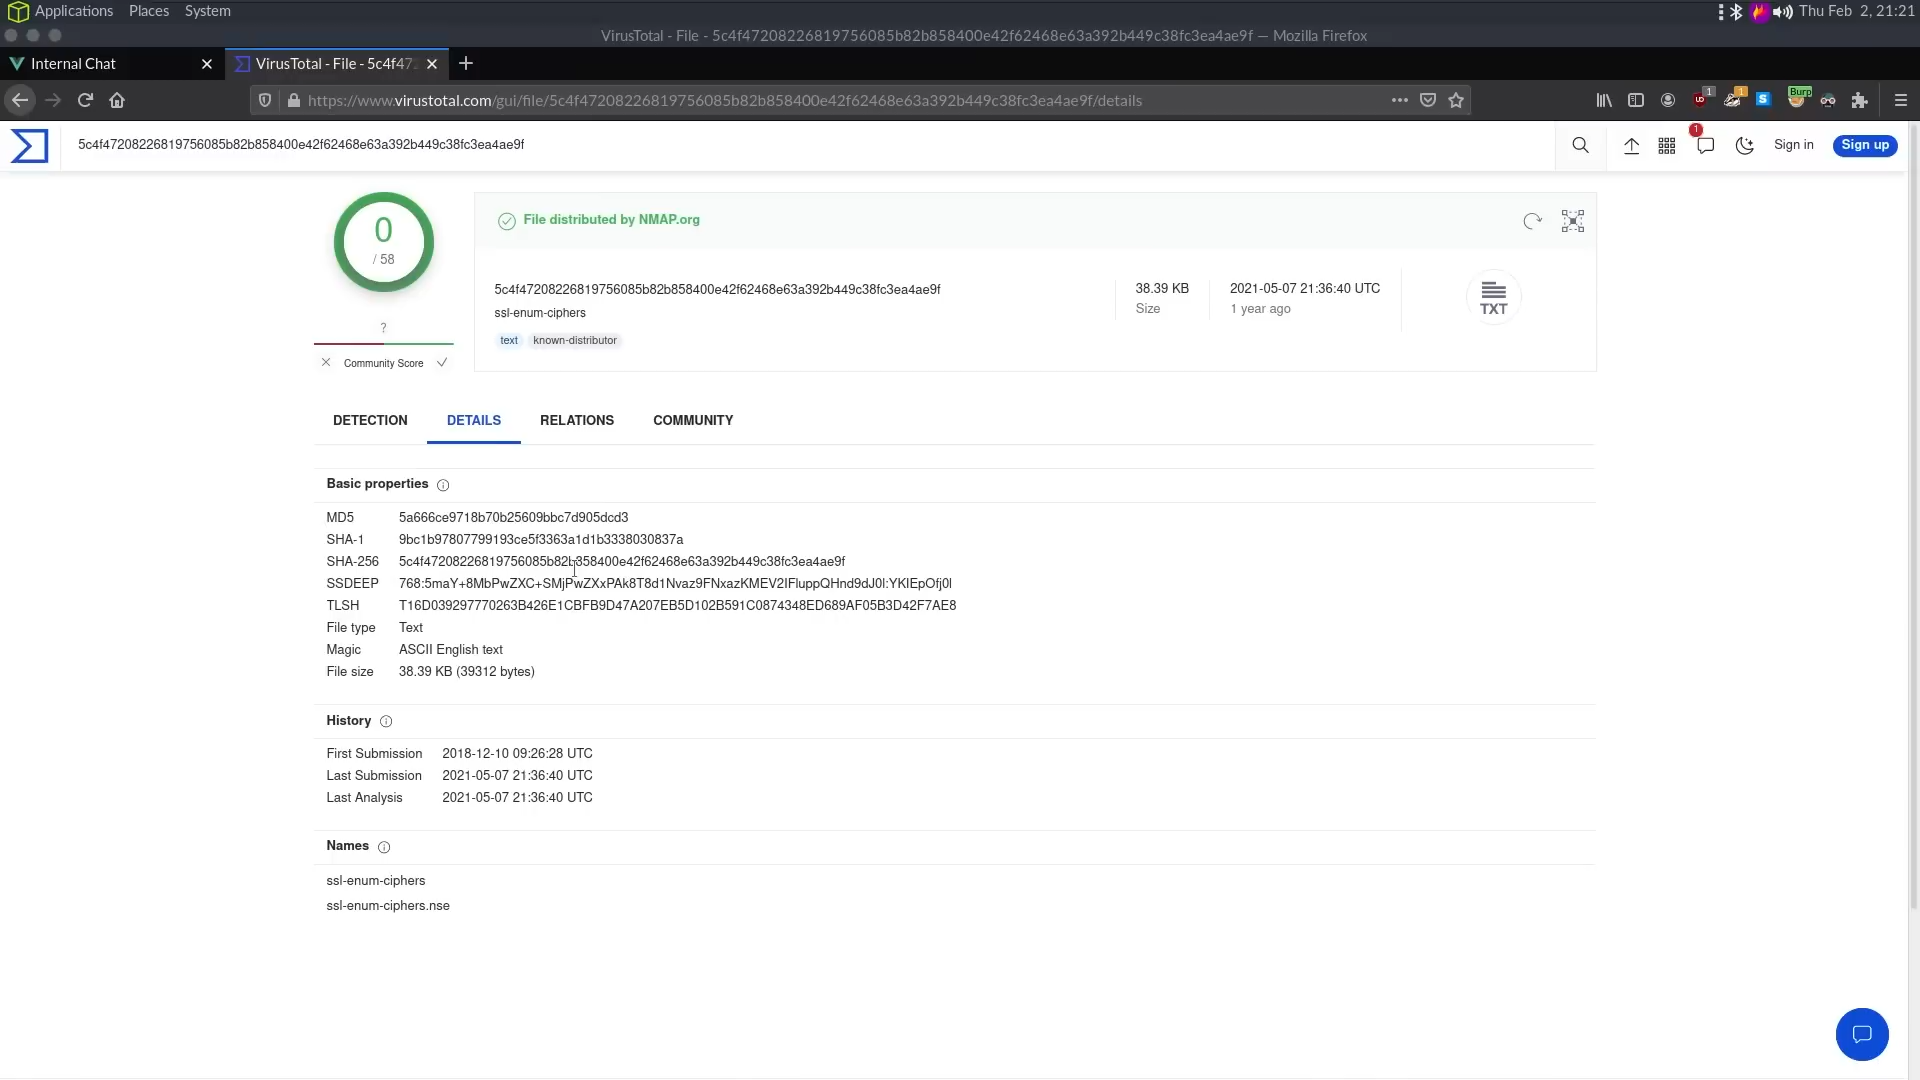 Applications Places System
Thu Feb 2, 21:21
VirusTotal - File - 5c4f47208226819756085b82b858400e42f62468e63a392b449c38fc3ea4ae9f — Mozilla Firefox
Internal Chat
VirusTotal - File - 5c4f47
https://www.virustotal.com/gui/file/5c4f47208226819756085b82b858400e42f62468e63a392b449c38fc3ea4ae9f/details
1
1
Burp
5c4f47208226819756085b82b858400e42f62468e63a392b449c38fc3ea4ae9f
1
Sign in
Sign up
0
/ 58
?
Community Score
File distributed by NMAP.org
5c4f47208226819756085b82b858400e42f62468e63a392b449c38fc3ea4ae9f
ssl-enum-ciphers
text known-distributor
38.39 KB
Size
2021-05-07 21:36:40 UTC
1 year ago
TXT
DETECTION DETAILS RELATIONS COMMUNITY
Basic properties
MD5 5a666ce9718b70b25609bbc7d905dcd3
SHA-1 9bc1b97807799193ce5f3363a1d1b3338030837a
SHA-256 5c4f47208226819756085b82b858400e42f62468e63a392b449c38fc3ea4ae9f
SSDEEP 768:5maY+8MbPwZXC+SMjPwZXxPAk8T8d1Nvaz9FNxazKMEV2IFluppQHnd9dJ0l:YKIEpOfj0l
TLSH T16D039297770263B426E1CBFB9D47A207EB5D102B591C0874348ED689AF05B3D42F7AE8
File type Text
Magic ASCII English text
File size 38.39 KB (39312 bytes)
History
First Submission 2018-12-10 09:26:28 UTC
Last Submission 2021-05-07 21:36:40 UTC
Last Analysis 2021-05-07 21:36:40 UTC
Names
ssl-enum-ciphers
ssl-enum-ciphers.nse